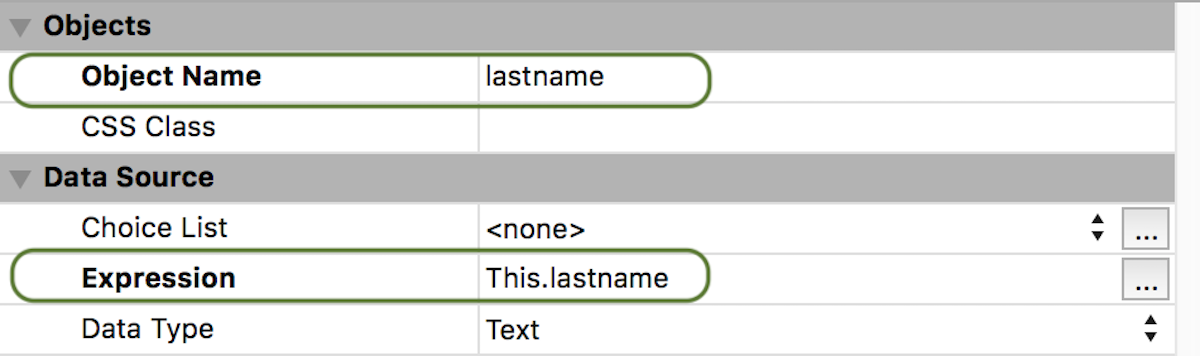 Objects
Object Name lastname
CSS Class
Data Source
Choice List <none> ...
Expression This.lastname ...
Data Type Text